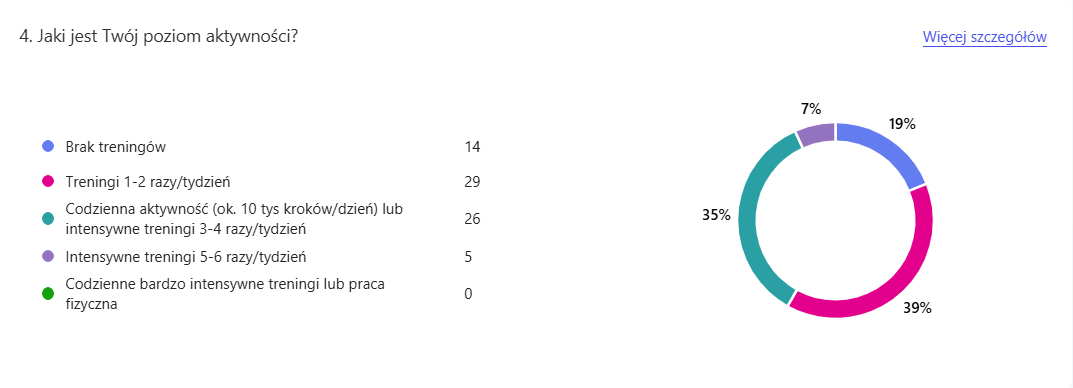 4. Jaki jest Twój poziom aktywności?
Więcej szczegółów
Brak treningów 14
Treningi 1-2 razy/tydzień 29
Codzienna aktywność (ok. 10 tys kroków/dzień) lub
intensywne treningi 3-4 razy/tydzień 26
Intensywne treningi 5-6 razy/tydzień 5
Codzienne bardzo intensywne treningi lub praca
fizyczna 0
7%
19%
35%
39%